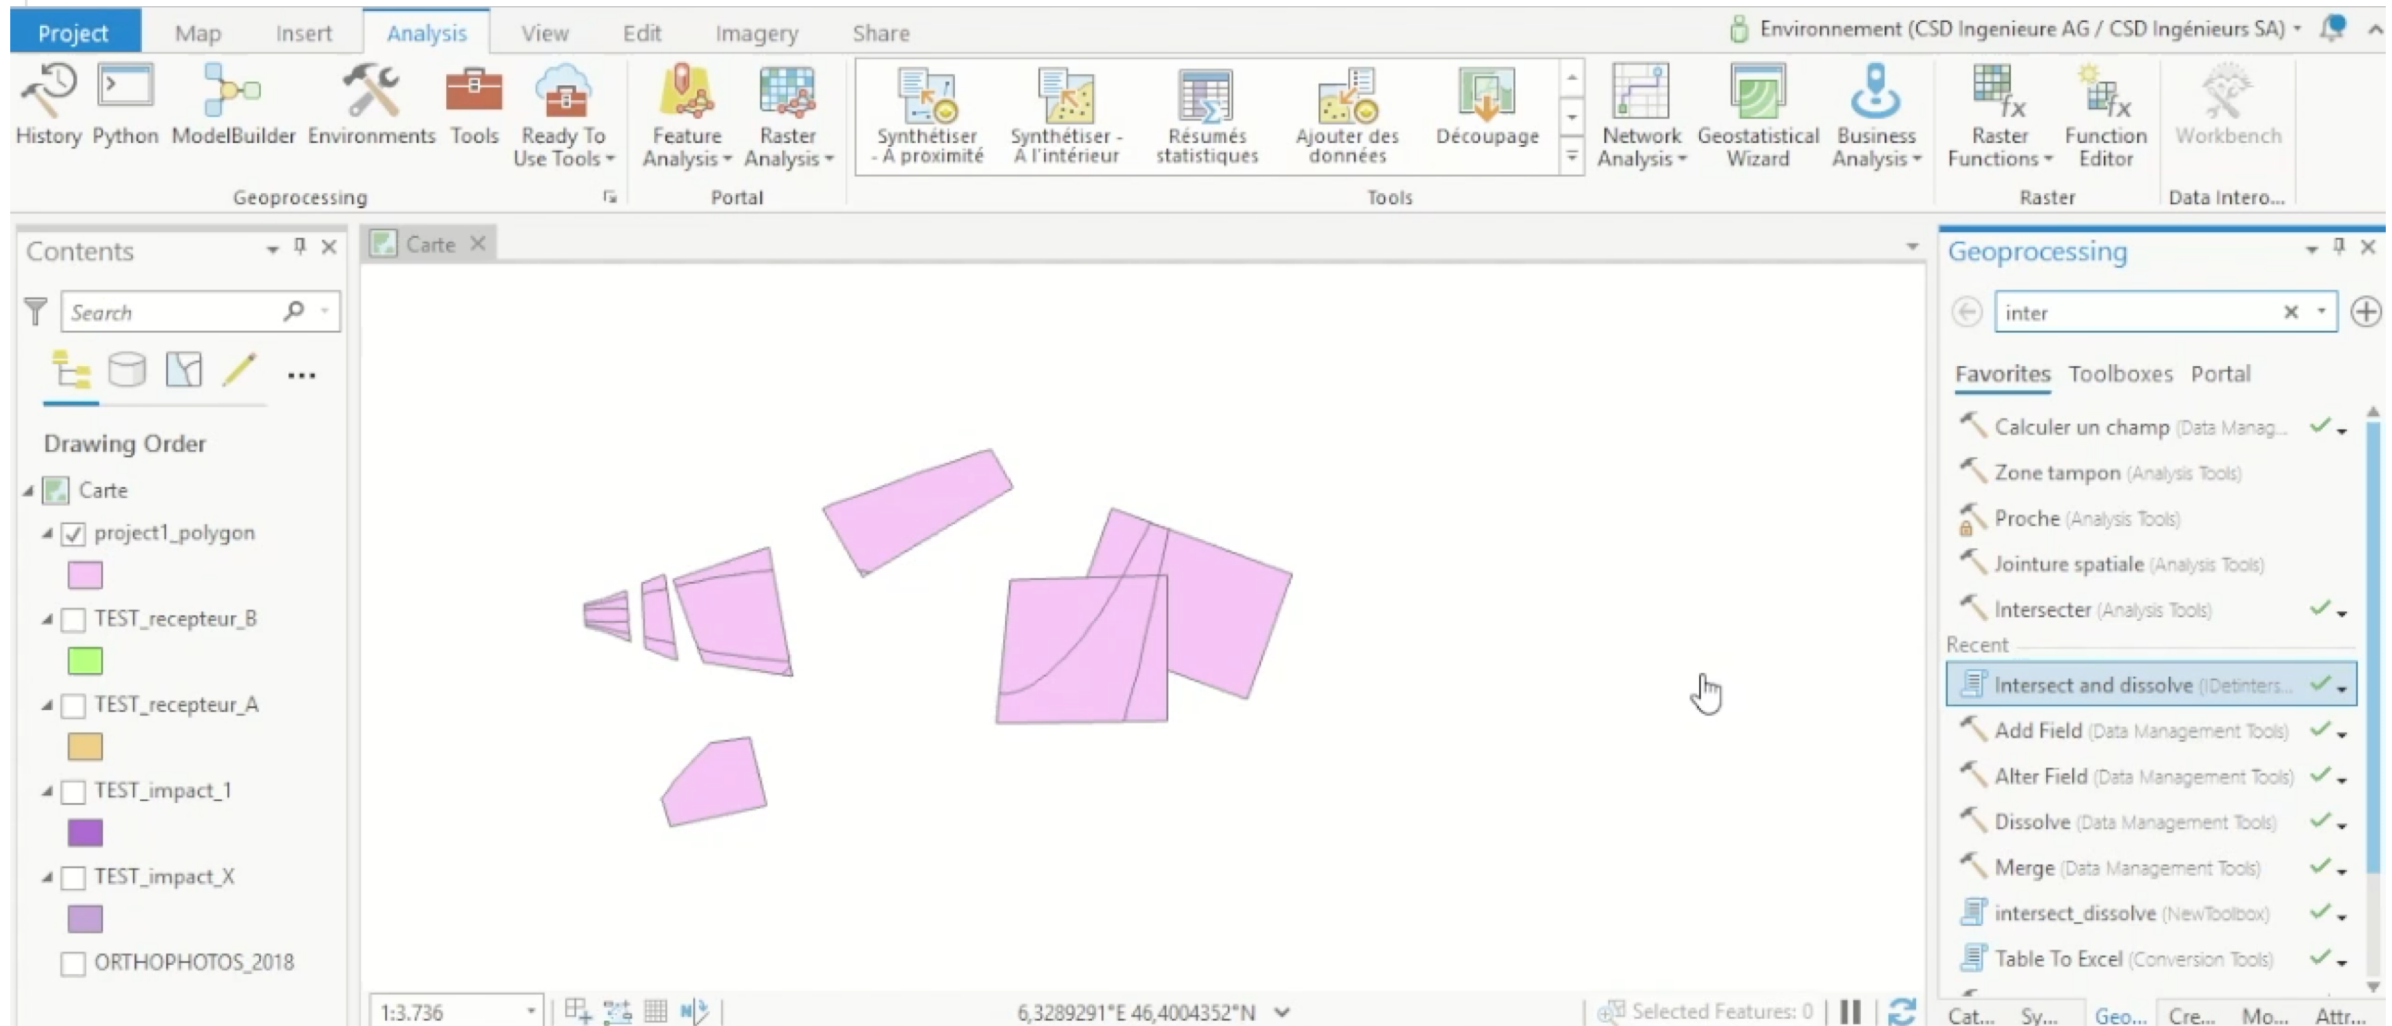 Project Map Insert Analysis View Edit Imagery Share Environnement (CSD Ingenieure AG / CSD Ingénieurs SA)
History Python ModelBuilder Environments Tools Ready To Use Tools
Feature Analysis Raster Analysis
Synthétiser - A proximité
Synthétiser - A l'intérieur
Résumés statistiques
Ajouter des données
Découpage
Network Analysis Geostatistical Wizard Business Analysis
Raster Functions Function Editor Workbench
Geoprocessing Portal Tools Raster Data Intero...
Contents
Search
Drawing Order
Carte
project1_polygon
TEST_recepteur_B
TEST_recepteur_A
TEST_impact_1
TEST_impact_X
ORTHOPHOTOS_2018
Carte
1:3.736
N
6,3289291°E 46,4004352°N
Selected Features: 0
Geoprocessing
inter
Favorites Toolboxes Portal
Calculer un champ (Data Manag...
Zone tampon (Analysis Tools)
Proche (Analysis Tools)
Jointure spatiale (Analysis Tools)
Intersecter (Analysis Tools)
Recent
Intersect and dissolve (IDetinters...
Add Field (Data Management Tools)
Alter Field (Data Management Tools)
Dissolve (Data Management Tools)
Merge (Data Management Tools)
intersect_dissolve (NewToolbox)
Table To Excel (Conversion Tools)
Cat... Sy... Geo... Cre... Mo... Attr...